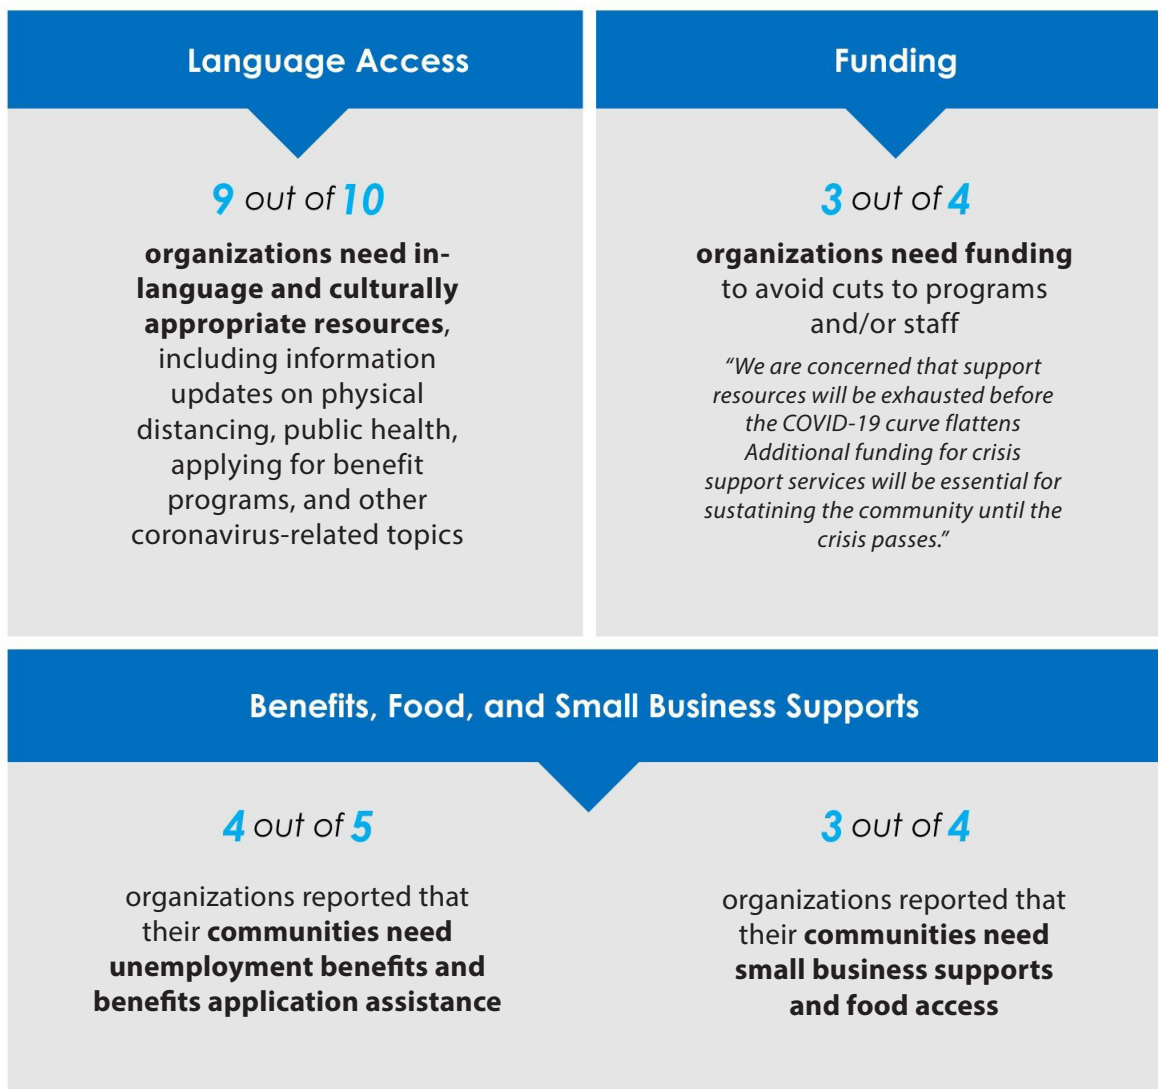 Language Access
9 out of 10
organizations need in-
language and culturally
appropriate resources,
including information
updates on physical
distancing, public health,
applying for benefit
programs, and other
coronavirus-related topics
Funding
3 out of 4
organizations need funding
to avoid cuts to programs
and/or staff
“We are concerned that support
resources will be exhausted before
the COVID-19 curve flattens
Additional funding for crisis
support services will be essential for
sustatining the community until the
crisis passes.”
Benefits, Food, and Small Business Supports
4 out of 5
organizations reported that
their communities need
unemployment benefits and
benefits application assistance
3 out of 4
organizations reported that
their communities need
small business supports
and food access